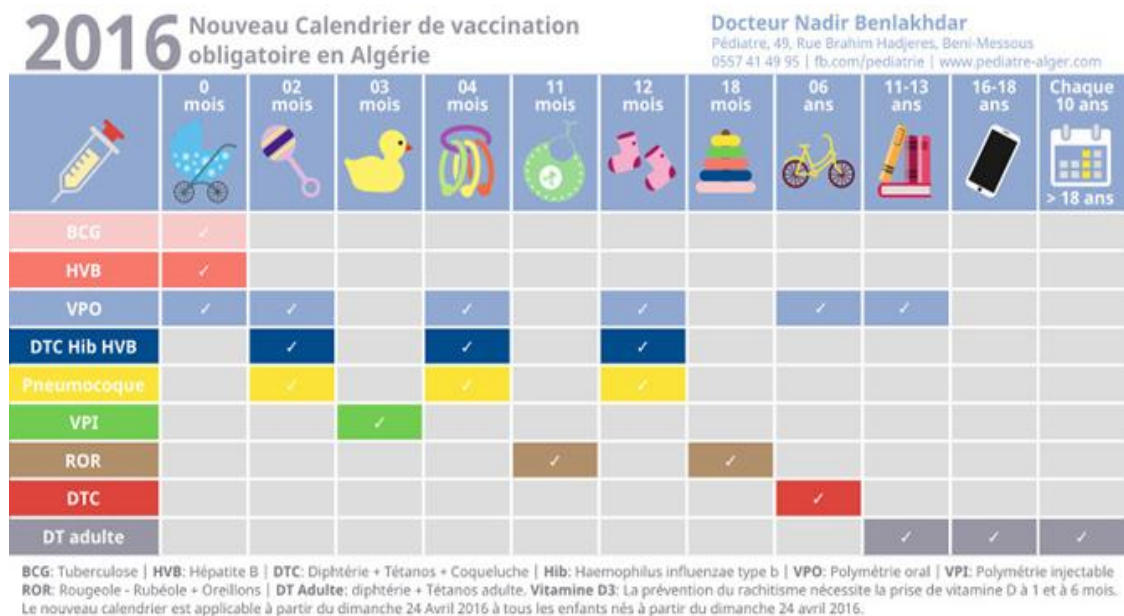 2016 Nouveau Calendrier de vaccination
obligatoire en Algérie
Docteur Nadir Benlakhdar
Pédiatre, 49, Rue Brahim Hadjeres, Beni-Messous
0557 41 49 95 | fb.com/pediatrie | www.pediatre-alger.com
0 mois 02 mois 03 mois 04 mois 11 mois 12 mois 18 mois 06 ans 11-13 ans 16-18 ans Chaque 10 ans
> 18 ans
BCG ✓
HVB ✓
VPO ✓ ✓ ✓ ✓ ✓ ✓
DTC Hib HVB ✓ ✓ ✓
Pneumocoque ✓ ✓ ✓
VPI ✓
ROR ✓ ✓
DTC ✓
DT adulte ✓ ✓ ✓
BCG: Tuberculose | HVB: Hépatite B | DTC: Diphtérie + Tétanos + Coqueluche | Hib: Haemophilus influenzae type b | VPO: Polymétrie oral | VPI: Polymétrie injectable
ROR: Rougeole - Rubéole + Oreillons | DT Adulte: diphtérie + Tétanos adulte. Vitamine D3: La prévention du rachitisme nécessite la prise de vitamine D à 1 et à 6 mois.
Le nouveau calendrier est applicable à partir du dimanche 24 Avril 2016 à tous les enfants nés à partir du dimanche 24 avril 2016.